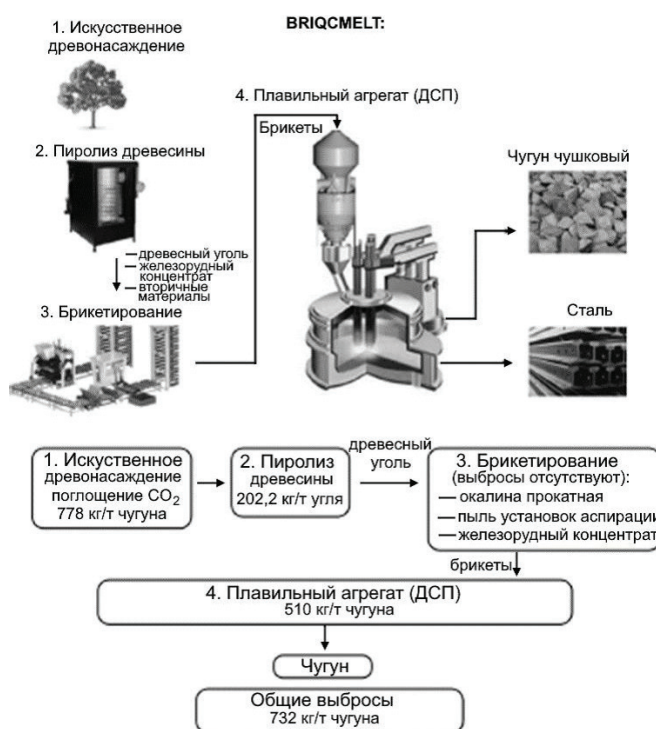 BRIQCMELT:
1. Искусственное
древонасаждение
2. Пиролиз древесины
древесный уголь
железорудный
концентрат
вторичные
материалы
3. Брикетирование
4. Плавильный агрегат (ДСП)
Брикеты
Чугун чушковый
Сталь
1. Искуственное
древонасаждение
поглощение CO₂
778 кг/т чугуна
2. Пиролиз
древесины
202,2 кг/т угля
древесный
уголь
3. Брикетирование
(выбросы отсутствуют):
— окалина прокатная
— пыль установок аспирации
— железорудный концентрат
брикеты
4. Плавильный агрегат (ДСП)
510 кг/т чугуна
Чугун
Общие выбросы
732 кг/т чугуна